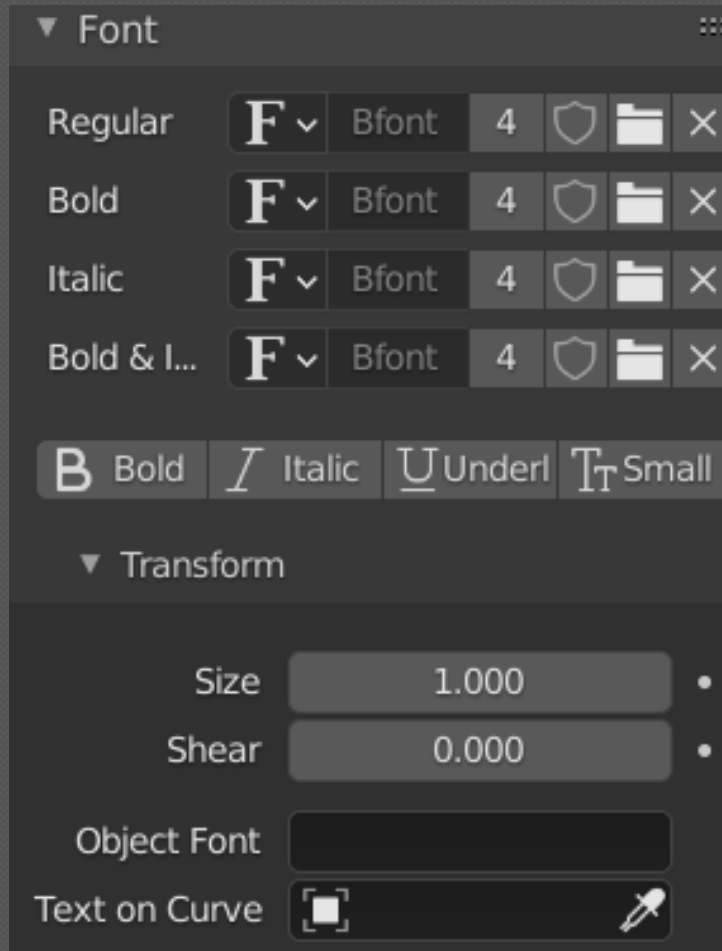 Font
Regular F Bfont 4
Bold F Bfont 4
Italic F Bfont 4
Bold & I... F Bfont 4
B Bold I Italic U Underl TT Small
Transform
Size 1.000
Shear 0.000
Object Font
Text on Curve